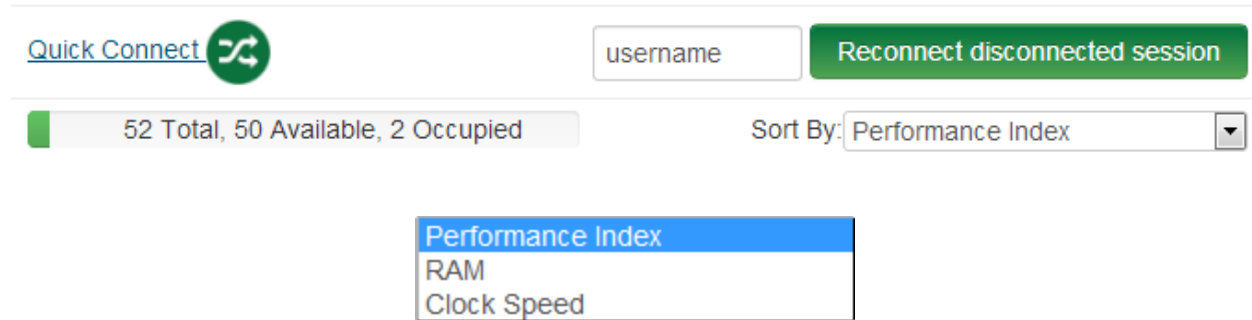 Quick Connect username Reconnect disconnected session
52 Total, 50 Available, 2 Occupied Sort By: Performance Index
Performance Index
RAM
Clock Speed